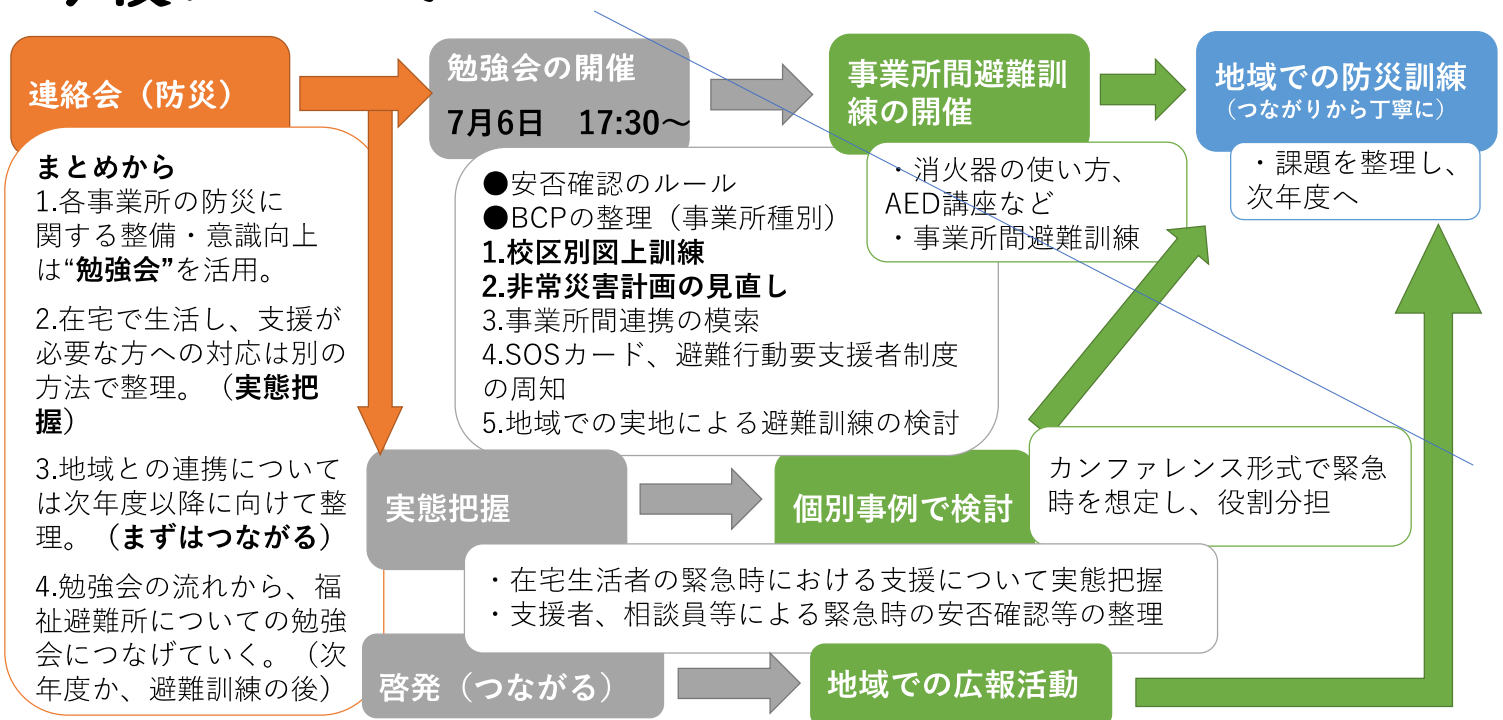 連絡会（防災）
まとめから
1.各事業所の防災に
関する整備・意識向上
は“勉強会”を活用。
2.在宅で生活し、支援が
必要な方への対応は別の
方法で整理。（実態把
握）
3.地域との連携について
は次年度以降に向けて整
理。（まずはつながる）
4.勉強会の流れから、福
祉避難所についての勉強
会につなげていく。（次
年度か、避難訓練の後）
勉強会の開催
7月6日　17:30～
●安否確認のルール
●BCPの整理（事業所種別）
1.校区別図上訓練
2.非常災害計画の見直し
3.事業所間連携の模索
4.SOSカード、避難行動要支援者制度
の周知
5.地域での実地による避難訓練の検討
事業所間避難訓
練の開催
・消火器の使い方、
AED講座など
・事業所間避難訓練
地域での防災訓練
（つながりから丁寧に）
・課題を整理し、
次年度へ
実態把握
個別事例で検討
カンファレンス形式で緊急
時を想定し、役割分担
・在宅生活者の緊急時における支援について実態把握
・支援者、相談員等による緊急時の安否確認等の整理
啓発（つながる）
地域での広報活動